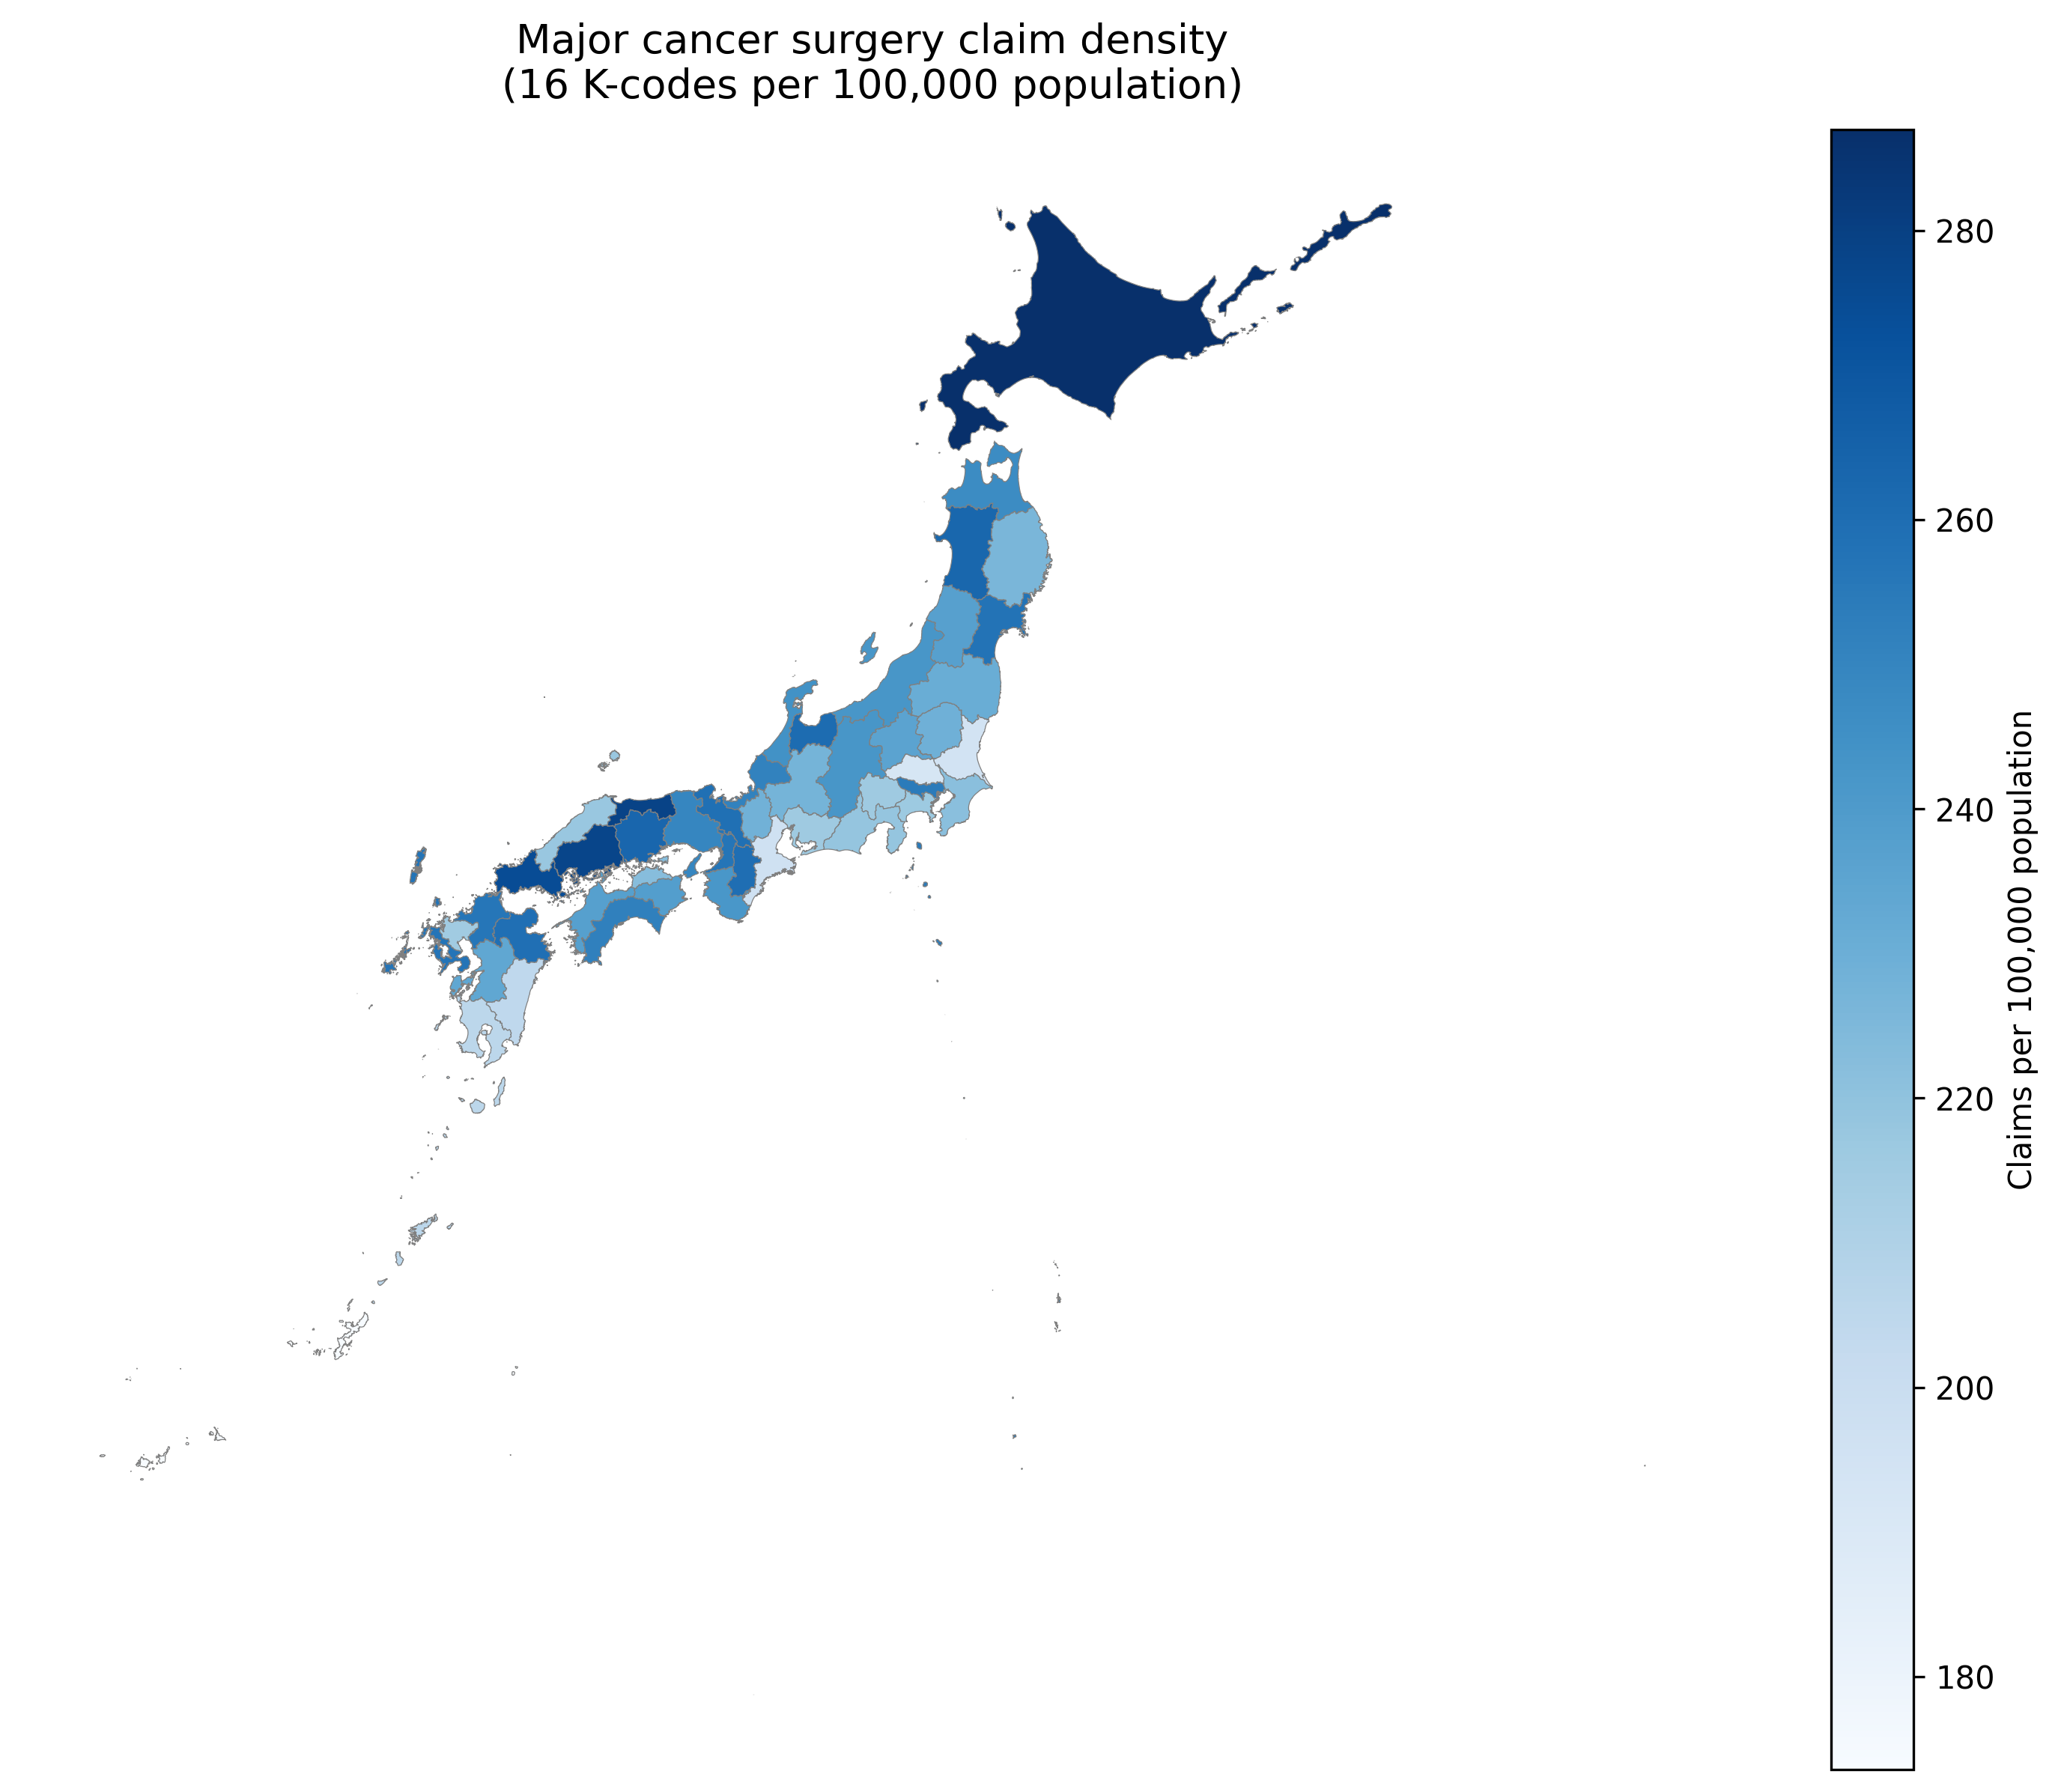 Major cancer surgery claim density
(16 K-codes per 100,000 population)
280
260
240
220
200
180
Claims per 100,000 population